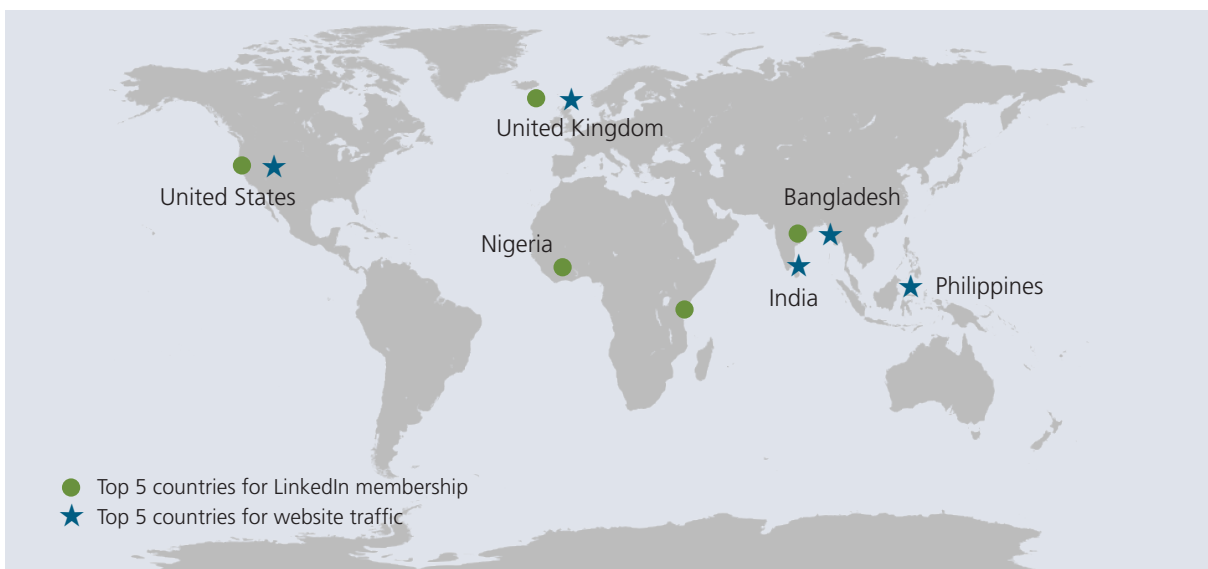 United Kingdom
United States
Bangladesh
Nigeria
India
Philippines
Top 5 countries for LinkedIn membership
Top 5 countries for website traffic